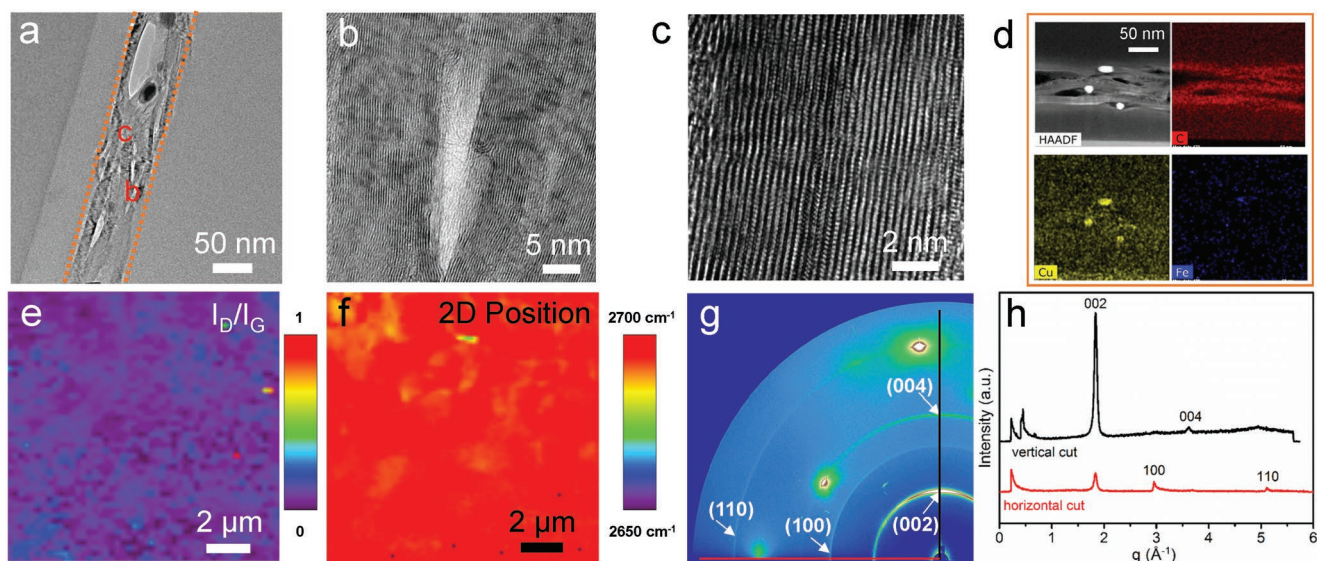 a
c
b
50 nm
b
5 nm
c
2 nm
d
50 nm
HAADF
C
Cu
Fe
e
I_D/I_G
2 µm
1
0
f
2D Position
2 µm
2700 cm⁻¹
2650 cm⁻¹
g
(004)
(110)
(100)
(002)
h
Intensity (a.u.)
002
004
vertical cut
100
110
horizontal cut
0 1 2 3 4 5 6
q (Å⁻¹)